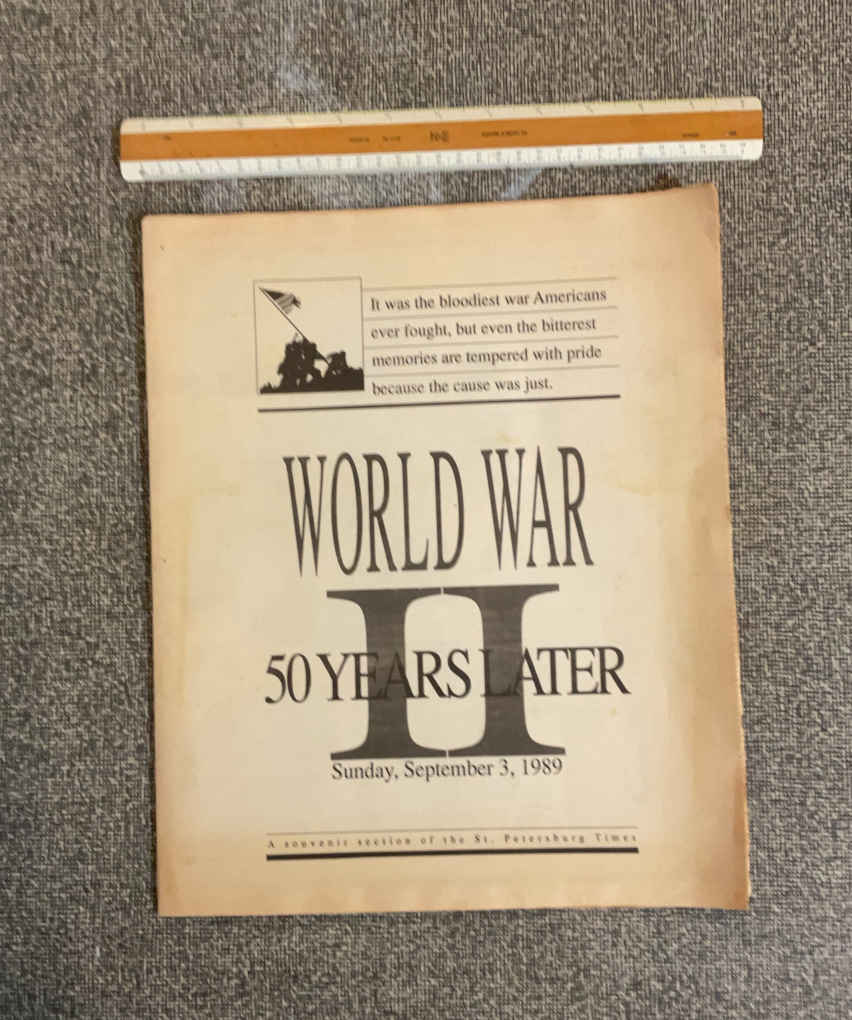 It was the bloodiest war Americans
ever fought, but even the bitterest
memories are tempered with pride
because the cause was just.
WORLD WAR
II
50 YEARS LATER
Sunday, September 3, 1989
A souvenir section of the St. Petersburg Times